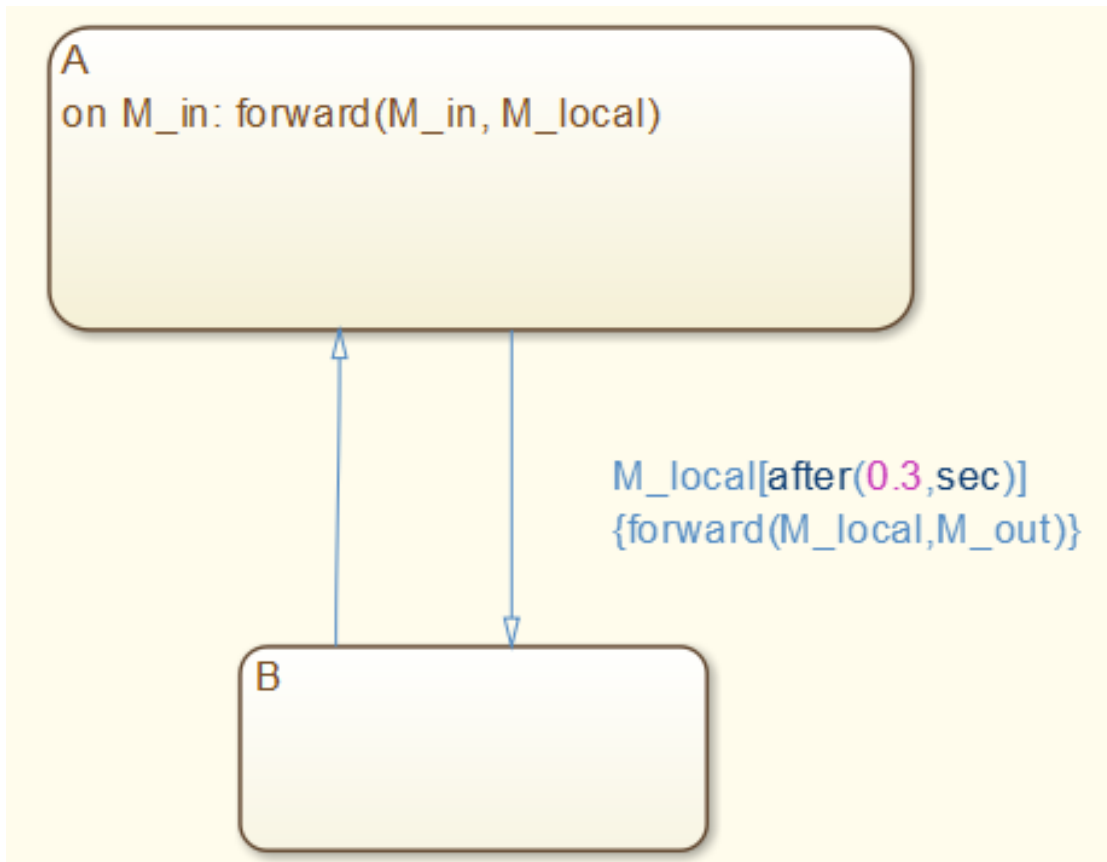 A
on M_in: forward(M_in, M_local)
M_local[after(0.3,sec)]
{forward(M_local,M_out)}
B